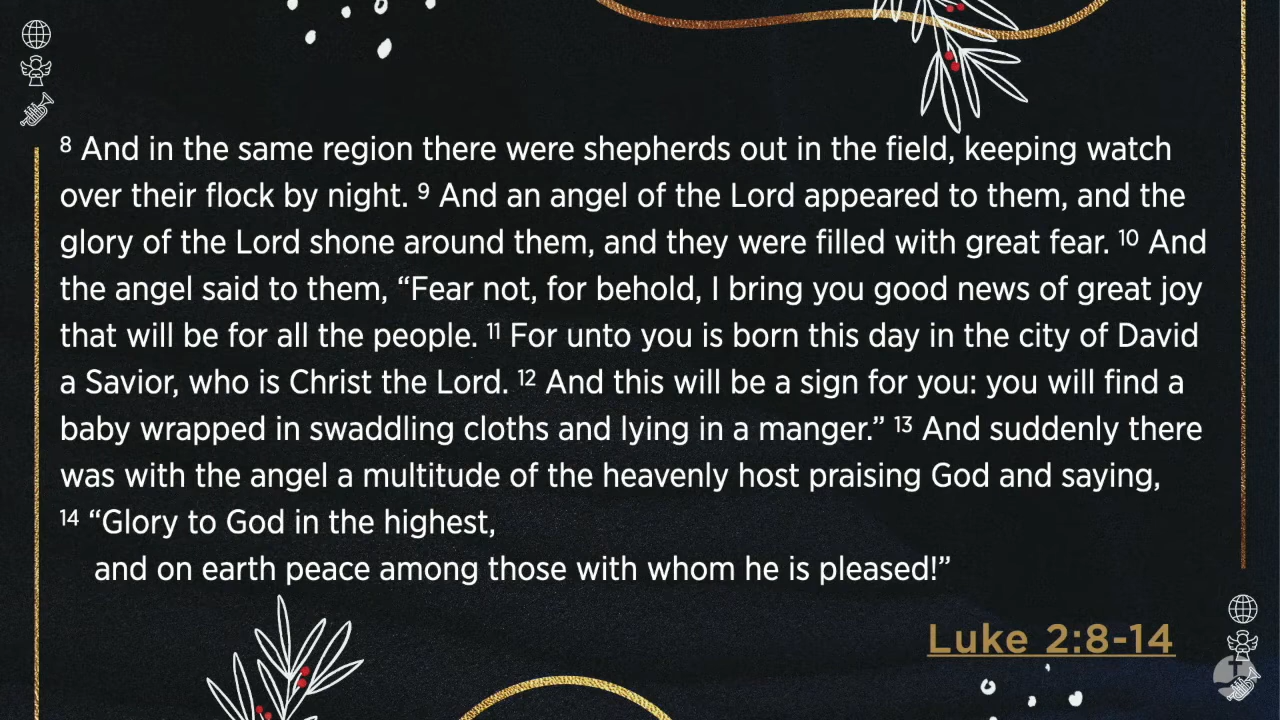 ⁸ And in the same region there were shepherds out in the field, keeping watch
over their flock by night. ⁹ And an angel of the Lord appeared to them, and the
glory of the Lord shone around them, and they were filled with great fear. ¹⁰ And
the angel said to them, “Fear not, for behold, I bring you good news of great joy
that will be for all the people. ¹¹ For unto you is born this day in the city of David
a Savior, who is Christ the Lord. ¹² And this will be a sign for you: you will find a
baby wrapped in swaddling cloths and lying in a manger.” ¹³ And suddenly there
was with the angel a multitude of the heavenly host praising God and saying,
¹⁴ “Glory to God in the highest,
and on earth peace among those with whom he is pleased!”
Luke 2:8-14